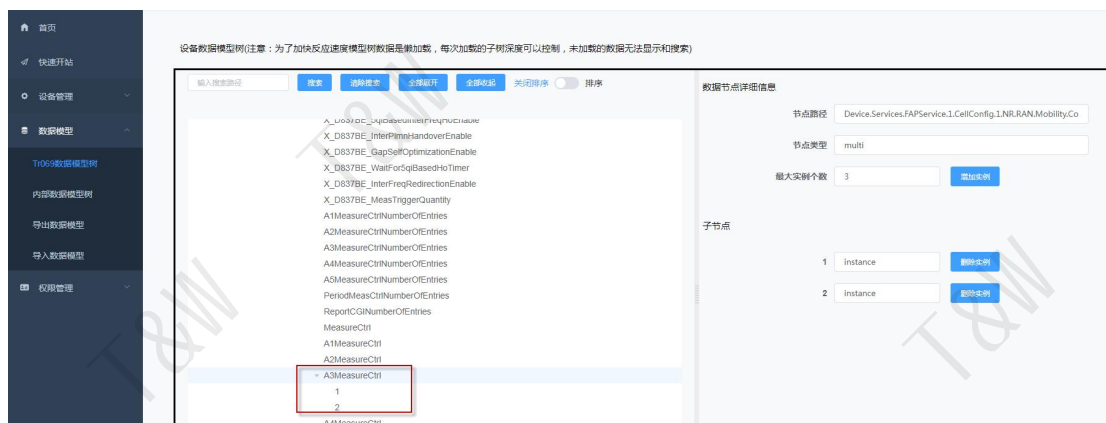 首页
快速开站
设备管理
数据模型
Tr069数据模型树
内部数据模型树
导出数据模型
导入数据模型
权限管理
设备数据模型树(注意：为了加快反应速度模型树数据是懒加载，每次加载的子树深度可以控制，未加载的数据无法显示和搜索)
输入搜索路径 搜索 清除搜索 全部展开 全部收起 关闭排序 排序
X_D837BE_5qiBasedInterFreqHoEnable
X_D837BE_InterPlmnHandoverEnable
X_D837BE_GapSelfOptimizationEnable
X_D837BE_WaitFor5qiBasedHoTimer
X_D837BE_InterFreqRedirectionEnable
X_D837BE_MeasTriggerQuantity
A1MeasureCtrlNumberOfEntries
A2MeasureCtrlNumberOfEntries
A3MeasureCtrlNumberOfEntries
A4MeasureCtrlNumberOfEntries
A5MeasureCtrlNumberOfEntries
PeriodMeasCtrlNumberOfEntries
ReportCGINumberOfEntries
MeasureCtrl
A1MeasureCtrl
A2MeasureCtrl
A3MeasureCtrl
1
2
A4MeasureCtrl
数据节点详细信息
节点路径 Device.Services.FAPService.1.CellConfig.1.NR.RAN.Mobility.Co
节点类型 multi
最大实例个数 3 增加实例
子节点
1 instance 删除实例
2 instance 删除实例
T&W
T&W
T&W
T&W